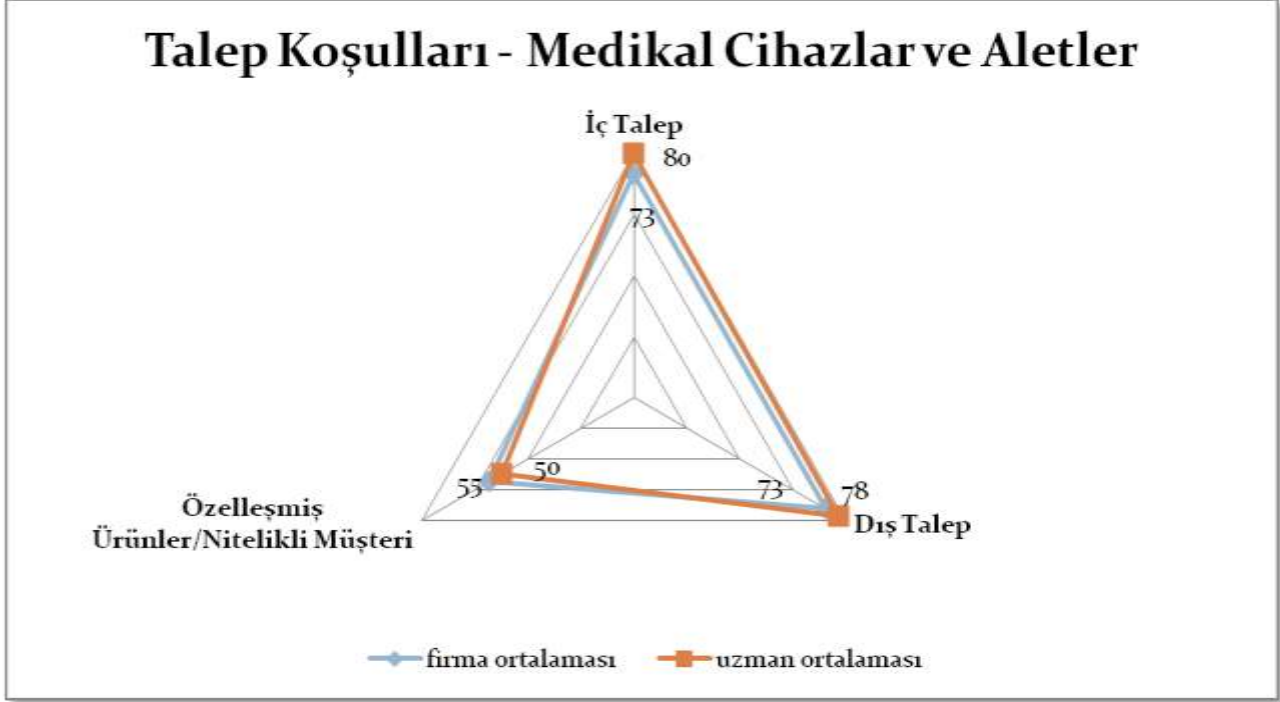 Talep Koşulları - Medikal Cihazlar ve Aletler
İç Talep
80
73
50
55
73
78
Özelleşmiş
Ürünler/Nitelikli Müşteri
Dış Talep
firma ortalaması
uzman ortalaması